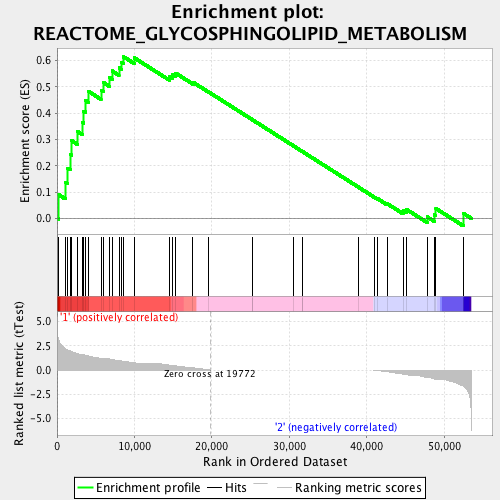 Enrichment plot:
REACTOME_GLYCOSPHINGOLIPID_METABOLISM
Enrichment score (ES)
0.6
0.5
0.4
0.3
0.2
0.1
0.0
'1' (positively correlated)
Ranked list metric (tTest)
5.0
2.5
0.0
-2.5
-5.0
Zero cross at 19772
'2' (negatively correlated)
0 10,000 20,000 30,000 40,000 50,000
Rank in Ordered Dataset
Enrichment profile Hits Ranking metric scores